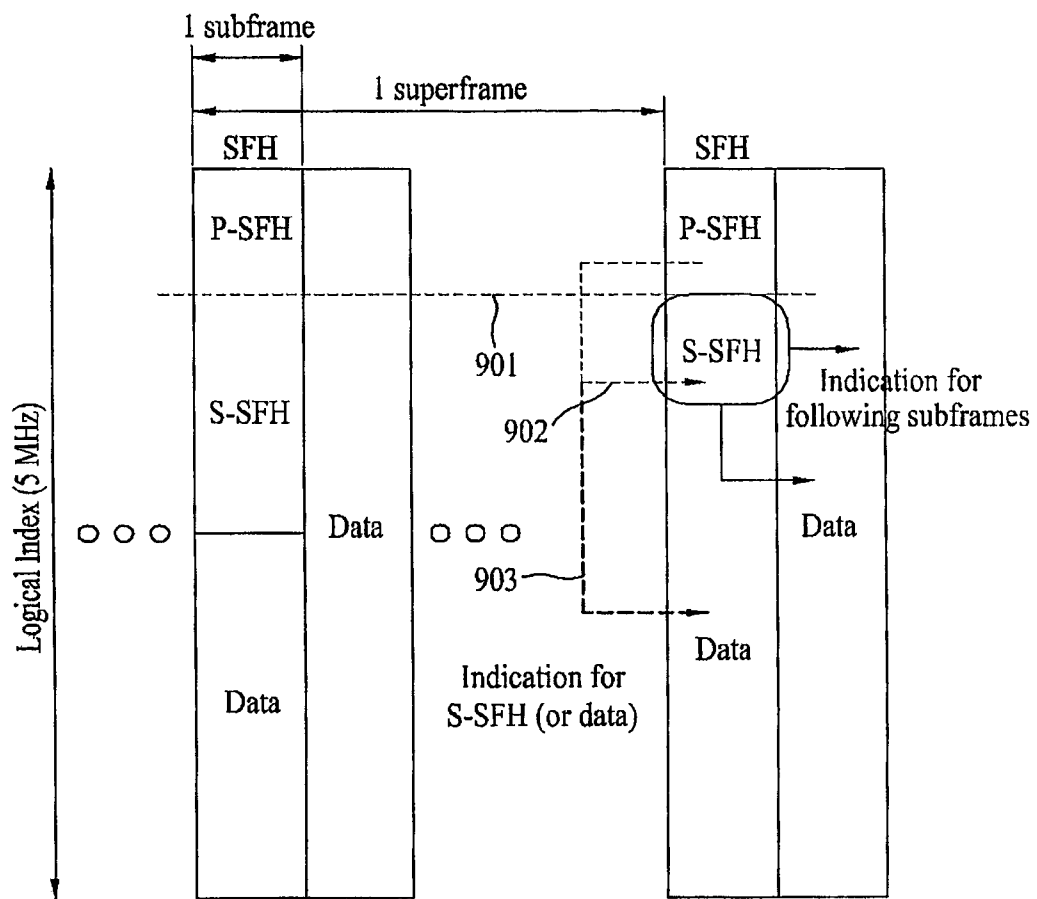 1 subframe
1 superframe
SFH
SFH
P-SFH
P-SFH
901
S-SFH
902
Indication for
following subframes
S-SFH
Logical Index (5 MHz)
Data
Data
903
Data
Indication for
S-SFH (or data)
Data